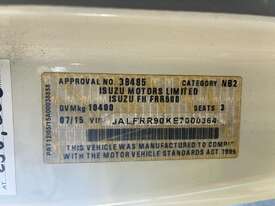 APPROVAL NO. 38485 CATEGORY NB2
ISUZU MOTORS LIMITED
ISUZU FH FRR600
GVMkg 10400 SEATS 3
07/15 VIN JALFRR90KE7000364
THIS VEHICLE WAS MANUFACTURED TO COMPLY WITH
THE MOTOR VEHICLE STANDARDS ACT 1989